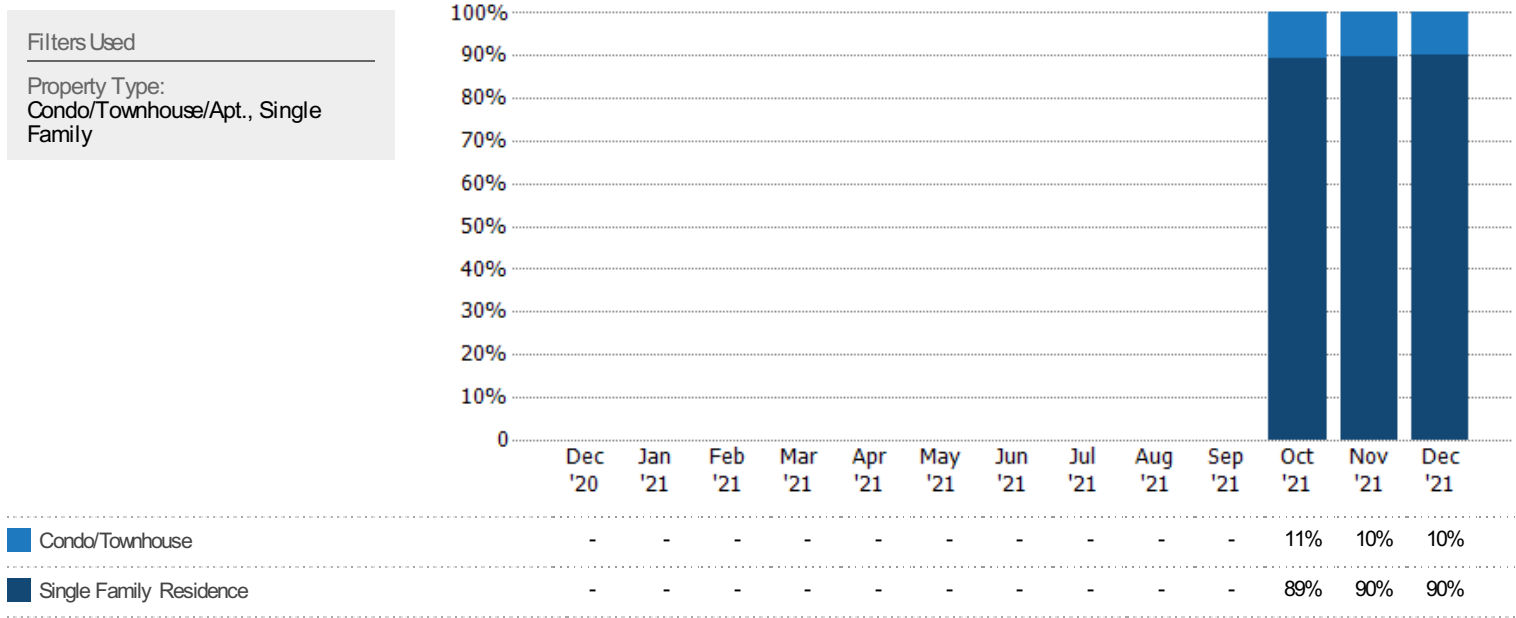 Filters Used
Property Type:
Condo/Townhouse/Apt., Single
Family
100%
90%
80%
70%
60%
50%
40%
30%
20%
10%
0
Dec Jan Feb Mar Apr May Jun Jul Aug Sep Oct Nov Dec
'20 '21 '21 '21 '21 '21 '21 '21 '21 '21 '21 '21 '21
Condo/Townhouse - - - - - - - - - - 11% 10% 10%
Single Family Residence - - - - - - - - - - 89% 90% 90%